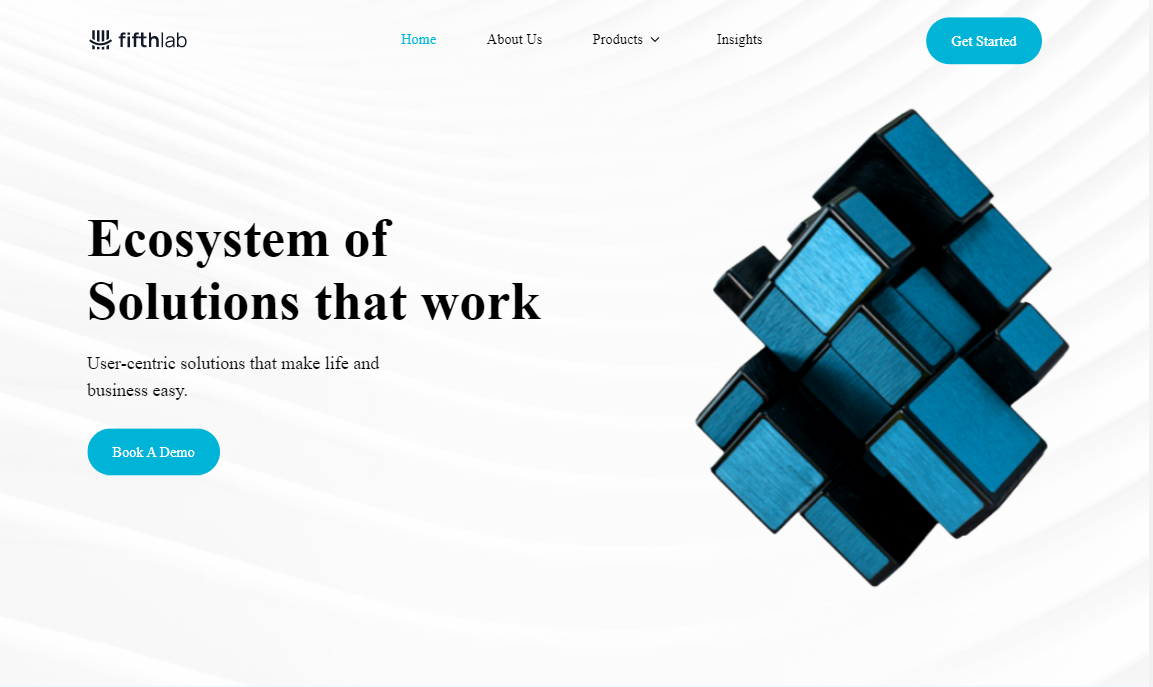 fifthlab
Home
About Us
Products
Insights
Get Started
Ecosystem of
Solutions that work
User-centric solutions that make life and
business easy.
Book A Demo